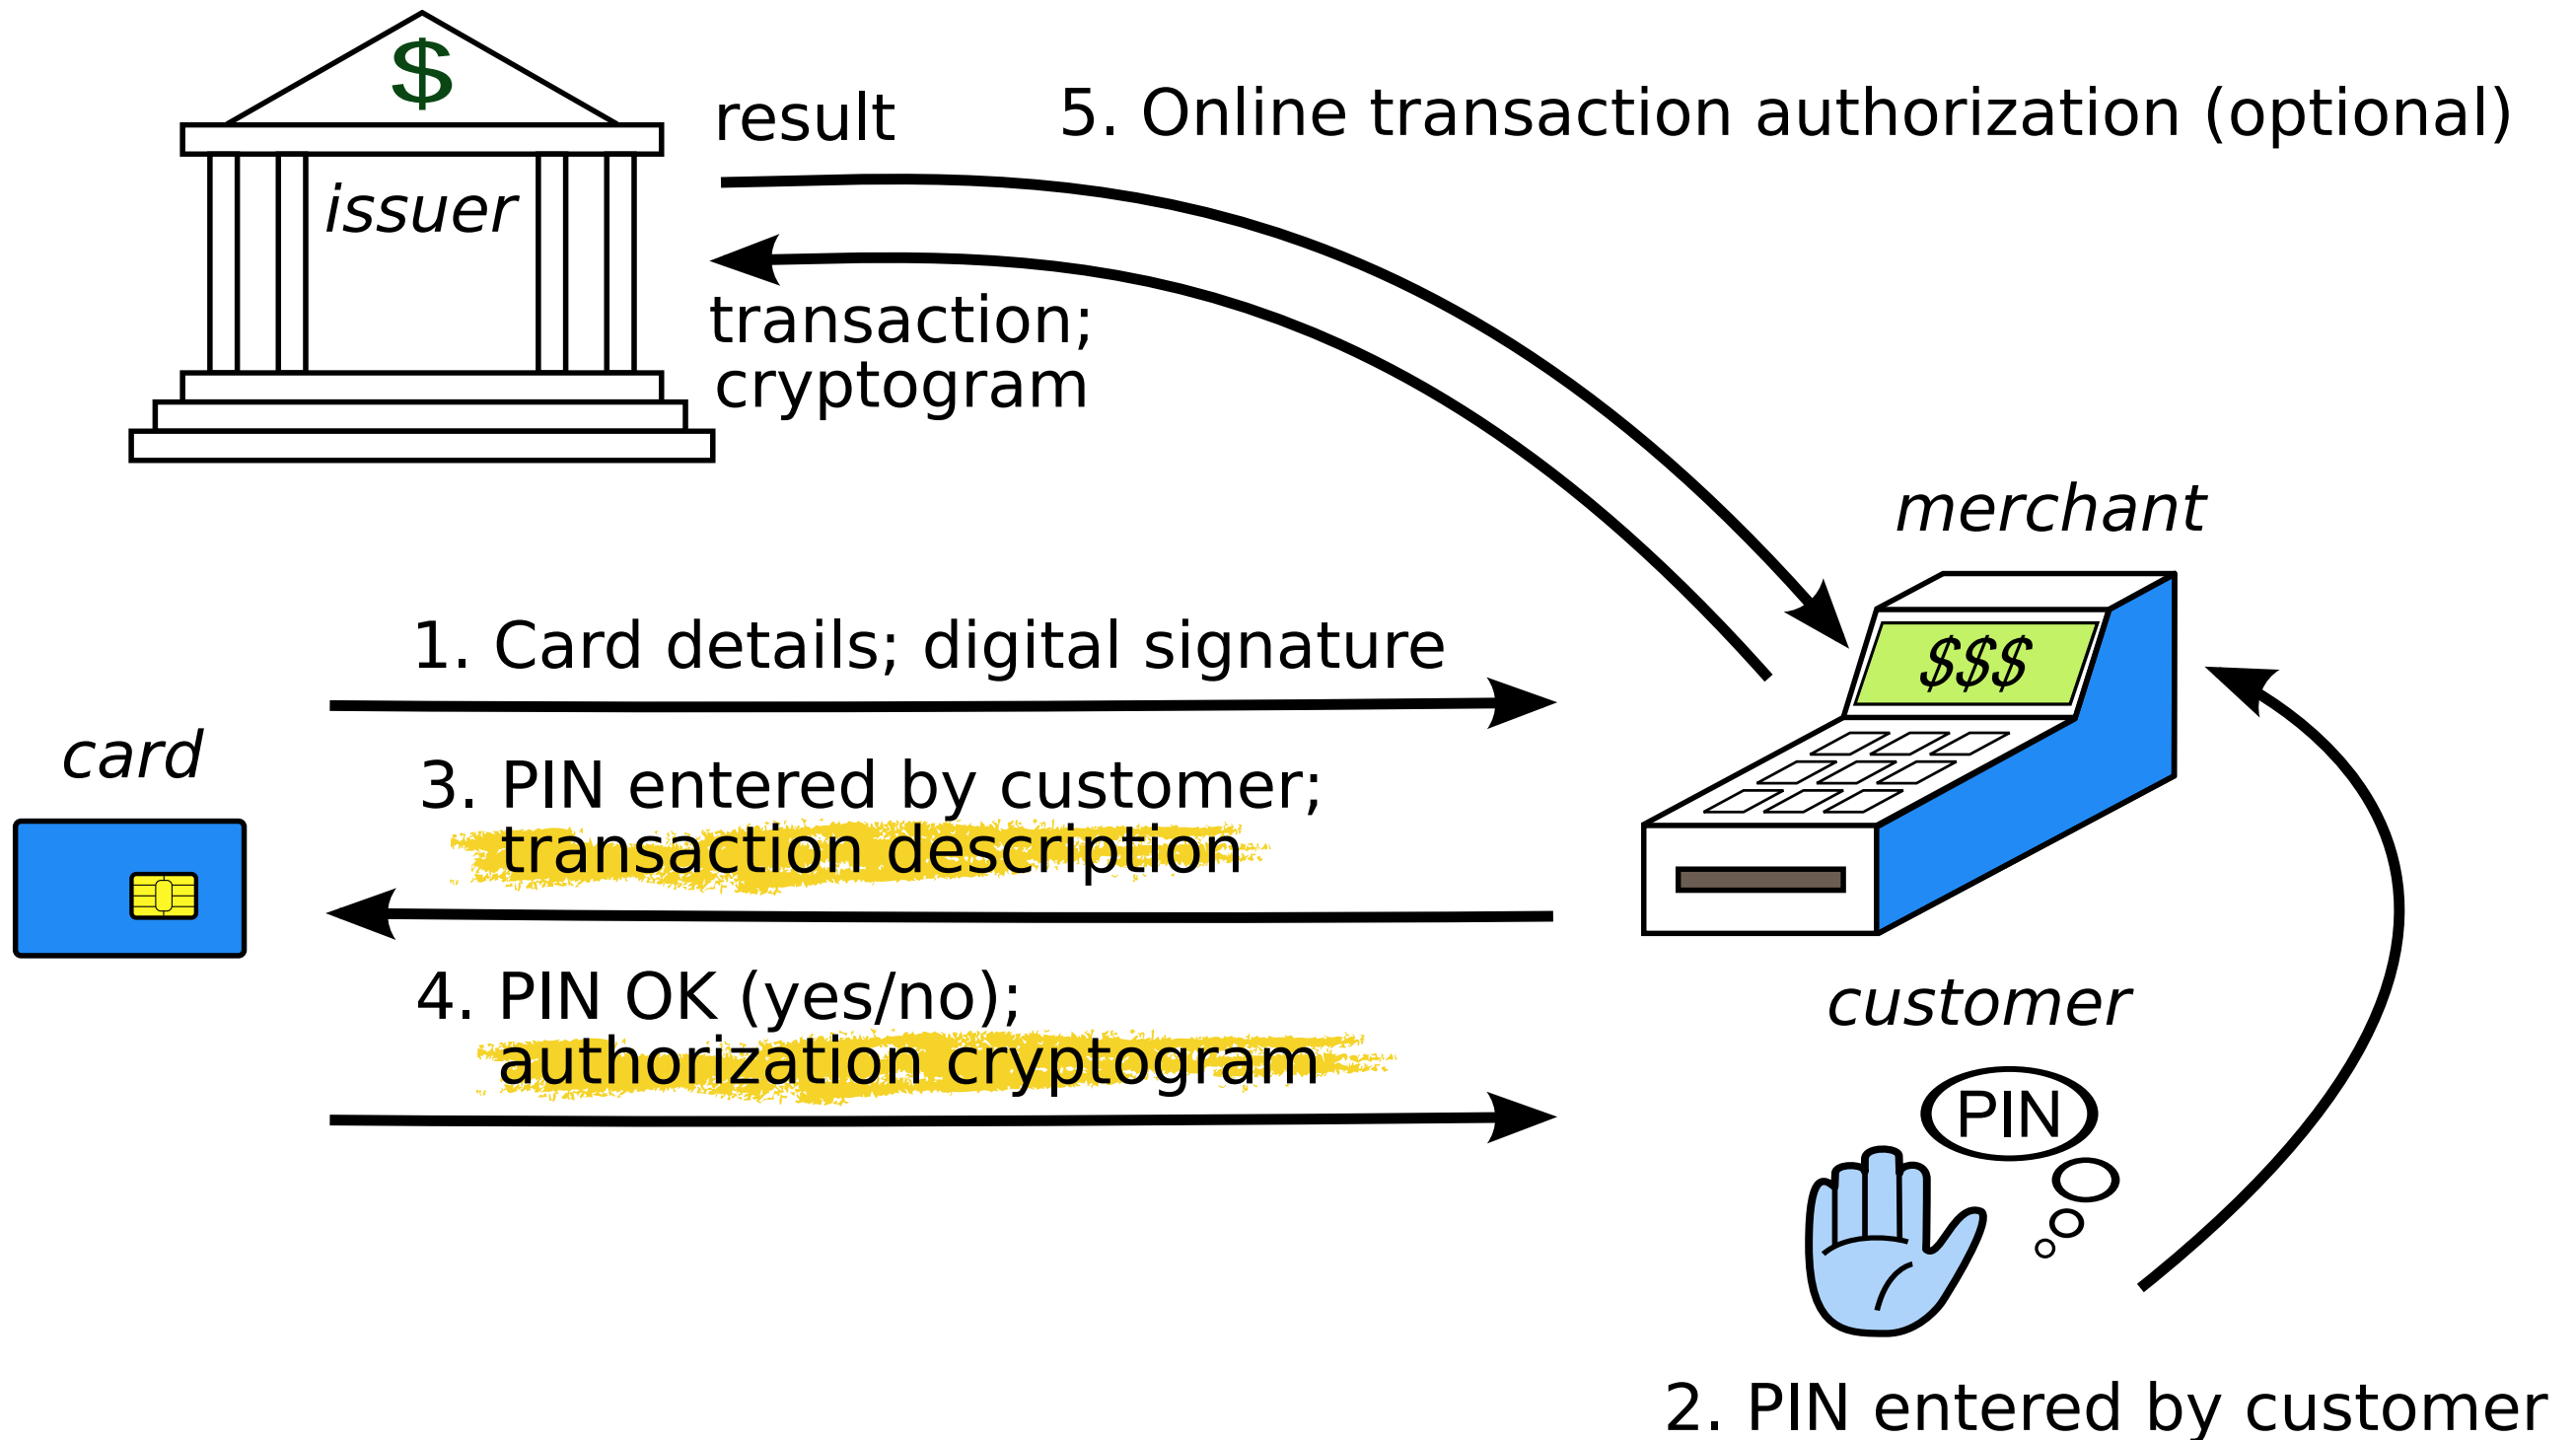 $
issuer
result
5. Online transaction authorization (optional)
transaction;
cryptogram
merchant
$$$
1. Card details; digital signature
card
3. PIN entered by customer;
transaction description
4. PIN OK (yes/no);
authorization cryptogram
customer
PIN
2. PIN entered by customer